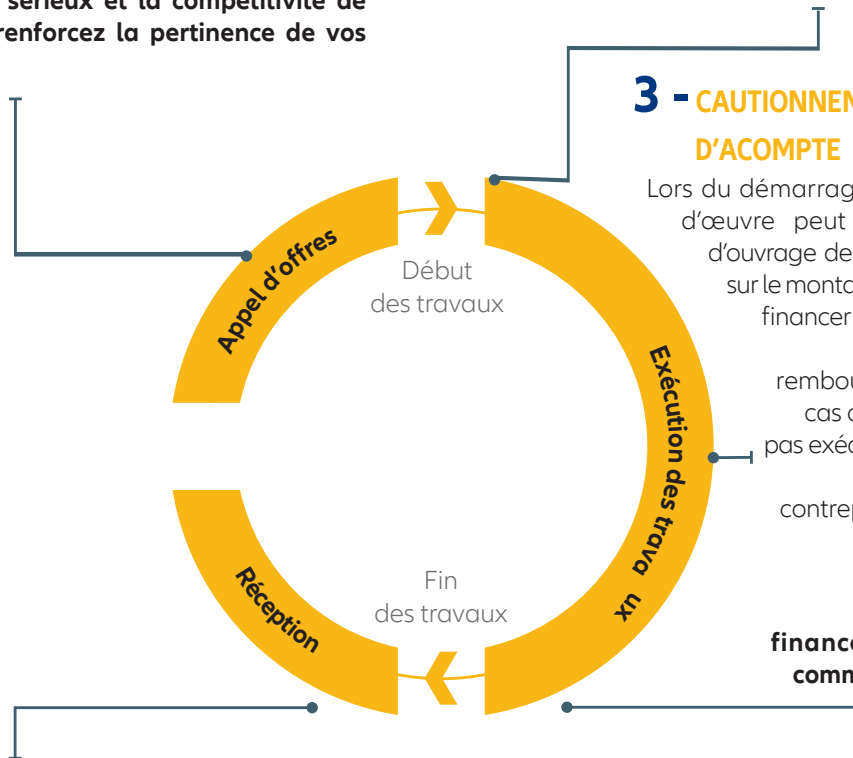 sérieux et la compétitivité de
renforcez la pertinence de vos
3 - CAUTIONNEN
D'ACOMPTE
Lors du démarrag
d'œuvre peut
d'ouvrage de
sur le monta
financer
rembou
cas
pas exéc
contrep
financ
comm
Appel d'offres
Début
des travaux
Exécution des trava ux
Fin
des travaux
Réception